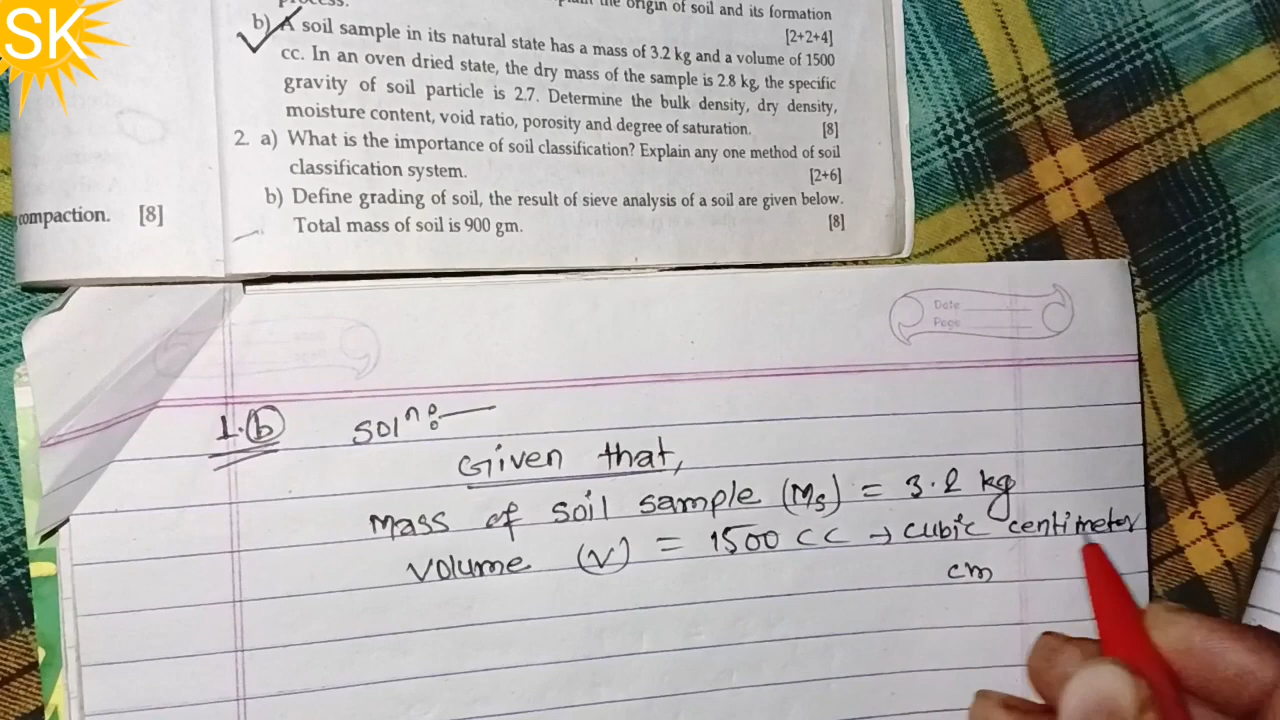 SK
the origin of soil and its formation
process. [2+2+4]
b) A soil sample in its natural state has a mass of 3.2 kg and a volume of 1500
cc. In an oven dried state, the dry mass of the sample is 2.8 kg, the specific
gravity of soil particle is 2.7. Determine the bulk density, dry density,
moisture content, void ratio, porosity and degree of saturation. [8]
2. a) What is the importance of soil classification? Explain any one method of soil
classification system. [2+6]
b) Define grading of soil, the result of sieve analysis of a soil are given below.
Total mass of soil is 900 gm. [8]
compaction. [8]
Date
Page
1.b Solⁿ:
Given that,
Mass of soil sample (Ms) = 3.2 kg
Volume (V) = 1500 CC → cubic centimeter
cm